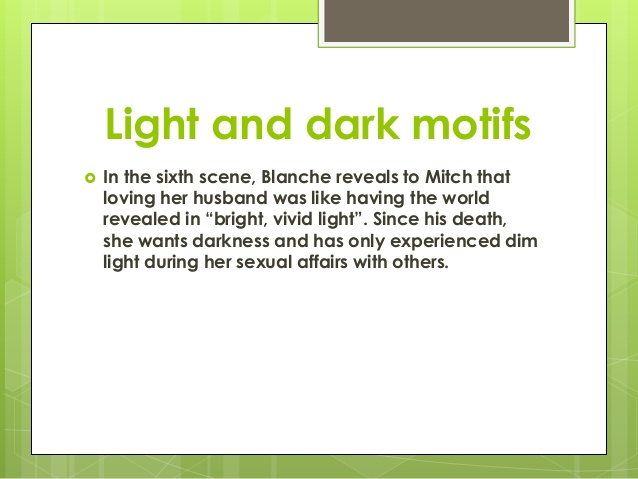 Light and dark motifs
In the sixth scene, Blanche reveals to Mitch that
loving her husband was like having the world
revealed in “bright, vivid light”. Since his death,
she wants darkness and has only experienced dim
light during her sexual affairs with others.